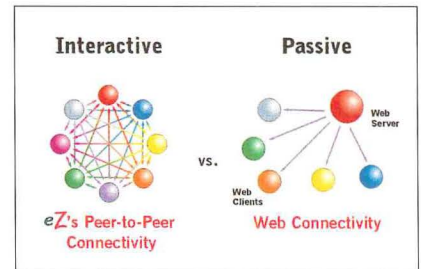 Interactive
Passive
Web
Server
vs.
Web
Clients
eZ's Peer-to-Peer
Connectivity
Web Connectivity